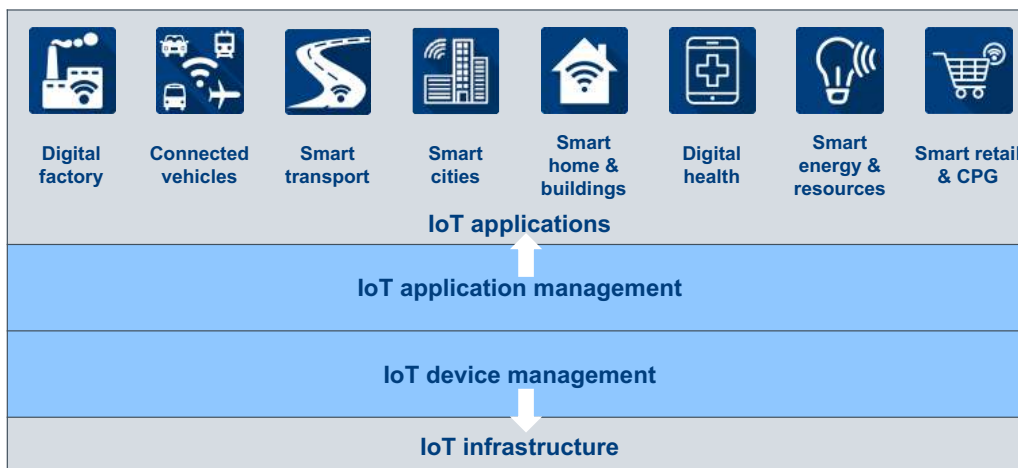 Digital
factory
Connected
vehicles
Smart
transport
Smart
cities
Smart
home &
buildings
Digital
health
Smart
energy &
resources
Smart retail
& CPG
IoT applications
IoT application management
IoT device management
IoT infrastructure